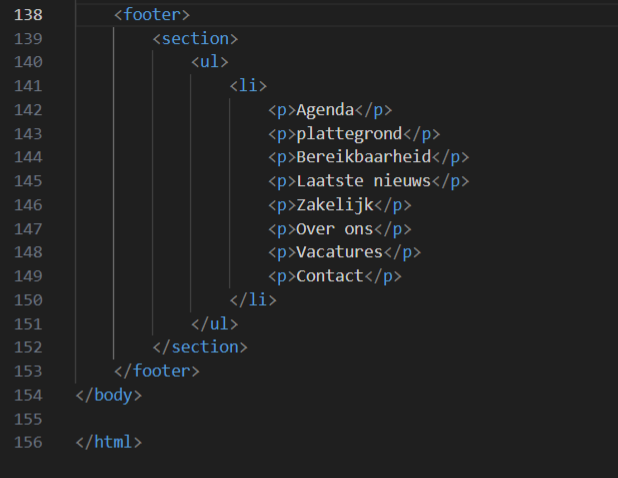 138 <footer>
139 <section>
140 <ul>
141 <li>
142 <p>Agenda</p>
143 <p>plattegrond</p>
144 <p>Bereikbaarheid</p>
145 <p>Laatste nieuws</p>
146 <p>Zakelijk</p>
147 <p>Over ons</p>
148 <p>Vacatures</p>
149 <p>Contact</p>
150 </li>
151 </ul>
152 </section>
153 </footer>
154 </body>
155
156 </html>